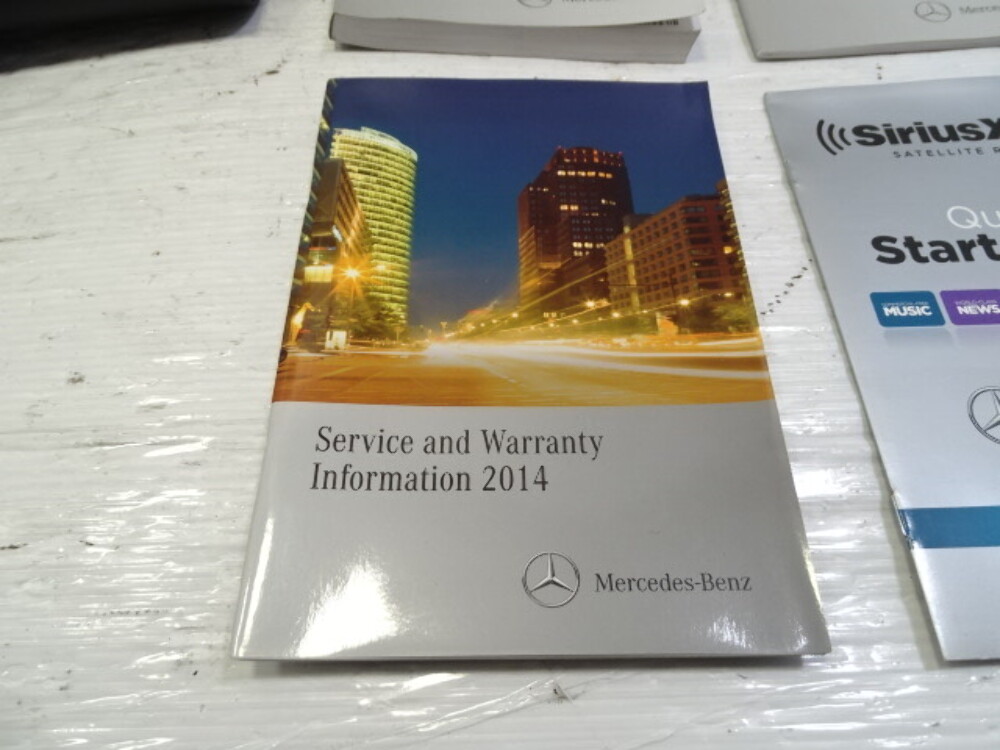 Service and Warranty
Information 2014
Mercedes-Benz
SiriusX
SATELLITE
Start
MUSIC
NEWS